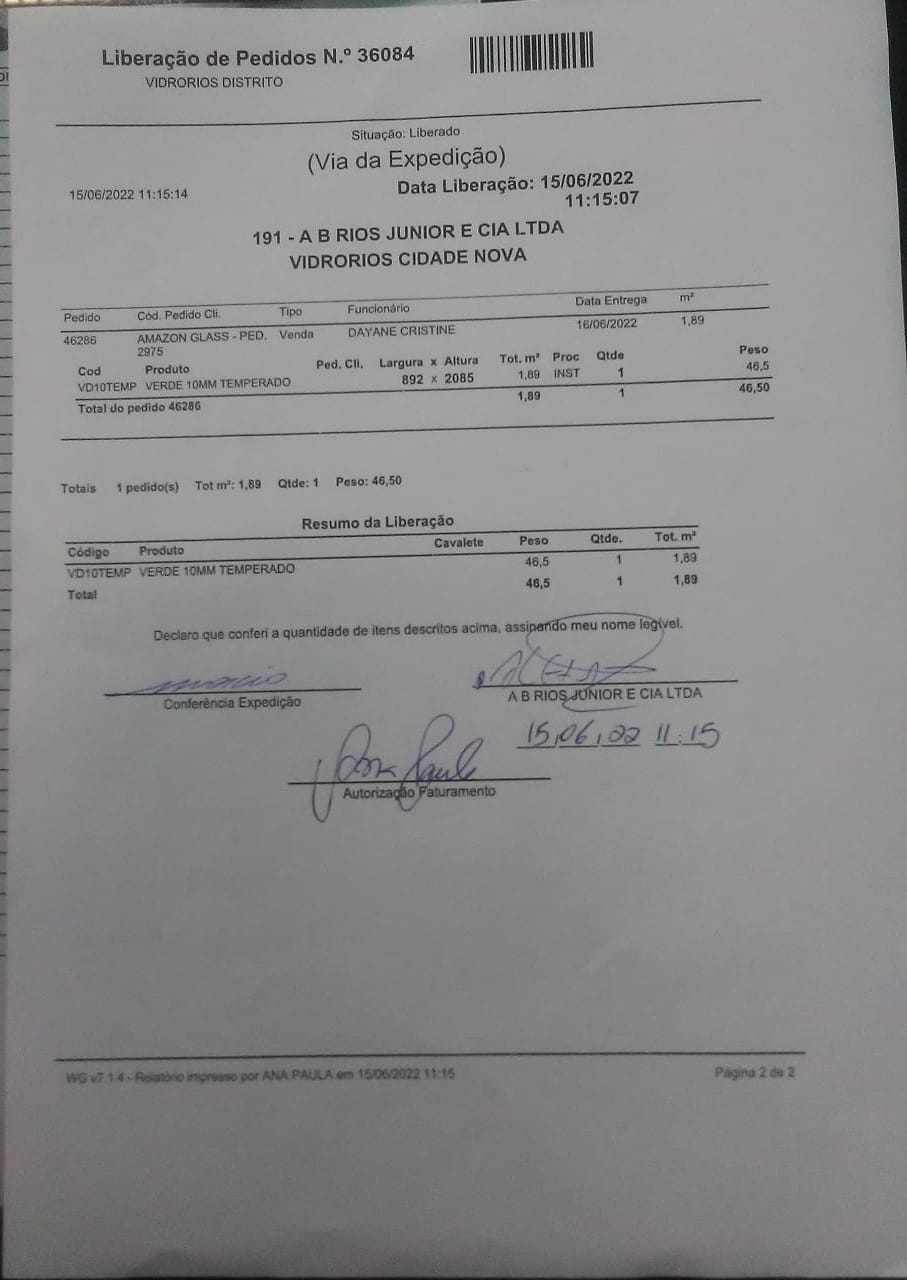 Liberação de Pedidos N.º 36084
VIDRORIOS DISTRITO
Situação: Liberado
(Via da Expedição)
15/06/2022 11:15:14
Data Liberação: 15/06/2022
11:15:07
191 - A B RIOS JUNIOR E CIA LTDA
VIDRORIOS CIDADE NOVA
Pedido Cód. Pedido Cli. Tipo Funcionário Data Entrega m²
46286 AMAZON GLASS - PED. Venda DAYANE CRISTINE 16/06/2022 1,89
2975
Cod Produto Ped. Cli. Largura x Altura Tot. m² Proc Qtde Peso
VD10TEMP VERDE 10MM TEMPERADO 892 x 2085 1,89 INST 1 46,5
Total do pedido 46286 1,89 1 46,50
Totais 1 pedido(s) Tot m²: 1,89 Qtde: 1 Peso: 46,50
Resumo da Liberação
Código Produto Cavalete Peso Qtde. Tot. m²
VD10TEMP VERDE 10MM TEMPERADO 46,5 1 1,89
Total 46,5 1 1,89
Declaro que conferi a quantidade de itens descritos acima, assinando meu nome legível.
Conferência Expedição
A B RIOS JUNIOR E CIA LTDA
15,06,22 11:15
Ana Paula
Autorização Faturamento
WG v7.1.4 - Relatório impresso por ANA PAULA em 15/06/2022 11:15
Página 2 de 2